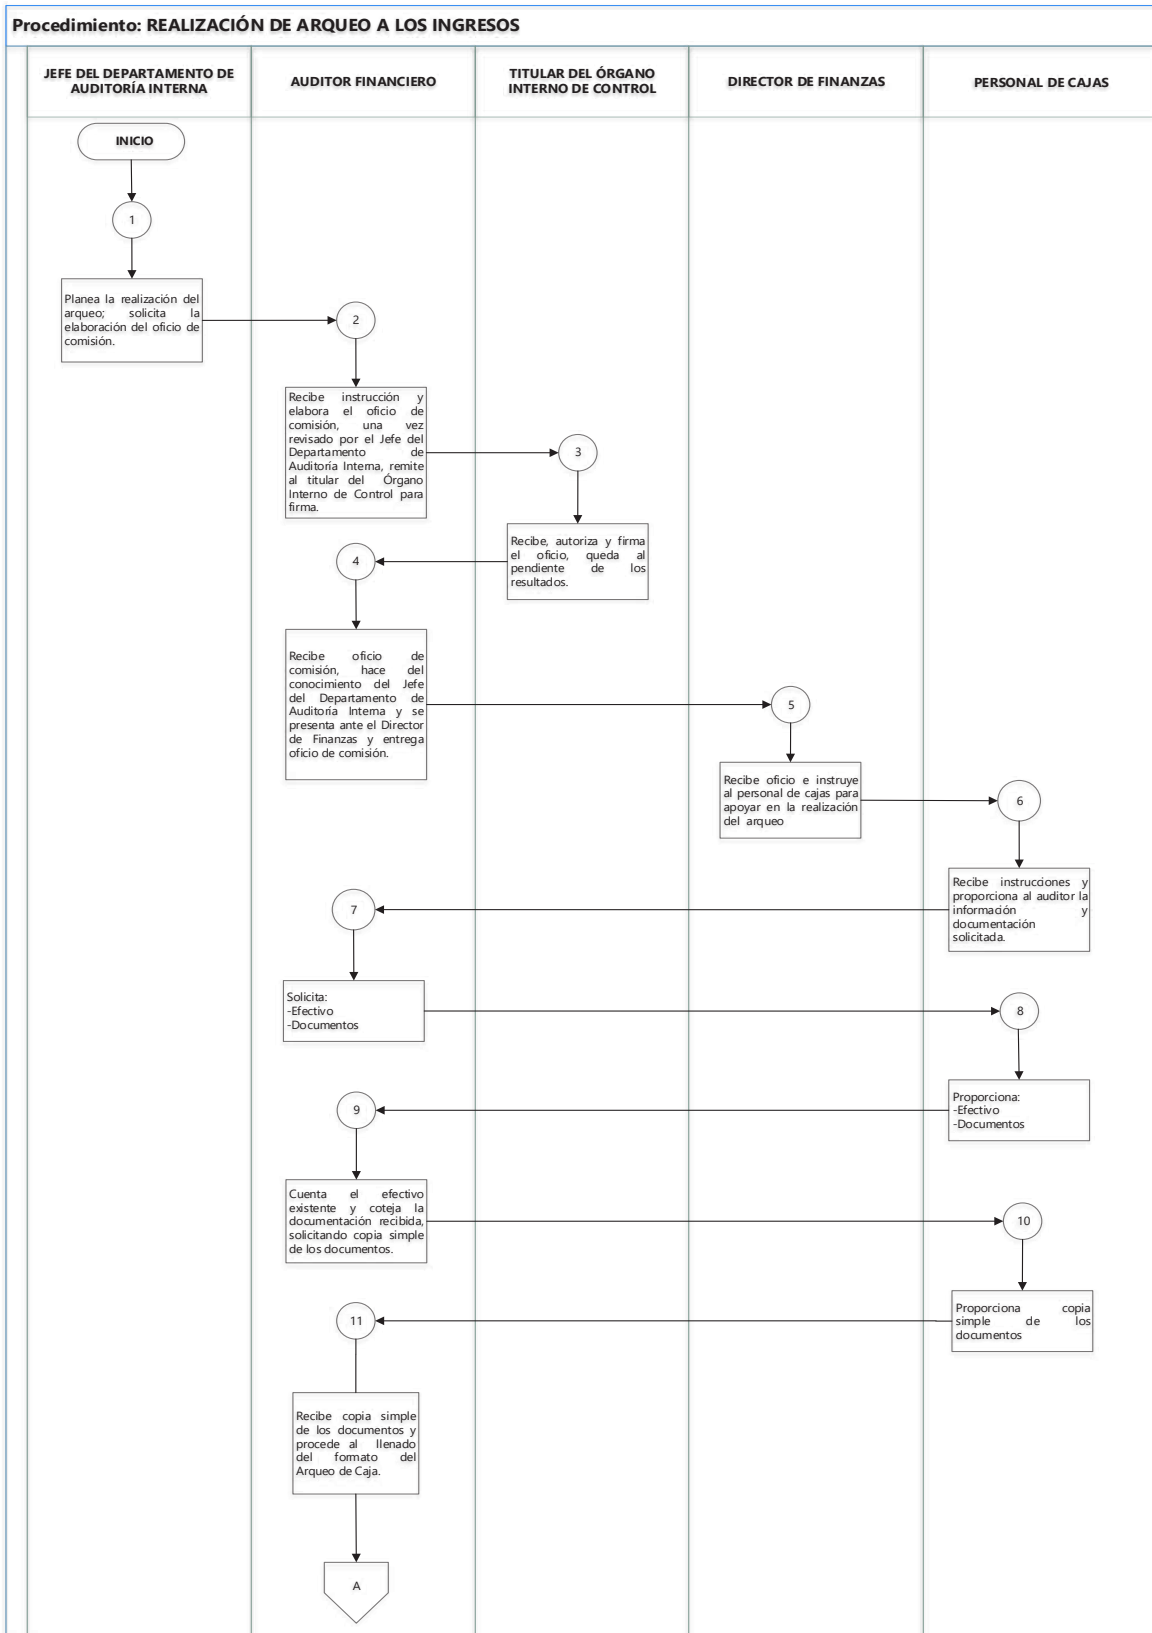 Procedimiento: REALIZACIÓN DE ARQUEO A LOS INGRESOS
JEFE DEL DEPARTAMENTO DE
AUDITORÍA INTERNA
AUDITOR FINANCIERO
TITULAR DEL ÓRGANO
INTERNO DE CONTROL
DIRECTOR DE FINANZAS
PERSONAL DE CAJAS
INICIO
1
Planea la realización del
arqueo; solicita la
elaboración del oficio de
comisión.
2
Recibe instrucción y
elabora el oficio de
comisión, una vez
revisado por el Jefe del
Departamento de
Auditoría Interna, remite
al titular del Órgano
Interno de Control para
firma.
3
Recibe, autoriza y firma
el oficio, queda al
pendiente de los
resultados.
4
Recibe oficio de
comisión, hace del
conocimiento del Jefe
del Departamento de
Auditoría Interna y se
presenta ante el Director
de Finanzas y entrega
oficio de comisión.
5
Recibe oficio e instruye
al personal de cajas para
apoyar en la realización
del arqueo
6
Recibe instrucciones y
proporciona al auditor la
información y
documentación
solicitada.
7
Solicita:
-Efectivo
-Documentos
8
Proporciona:
-Efectivo
-Documentos
9
Cuenta el efectivo
existente y coteja la
documentación recibida,
solicitando copia simple
de los documentos.
10
Proporciona copia
simple de los
documentos
11
Recibe copia simple
de los documentos y
procede al llenado
del formato del
Arqueo de Caja.
A